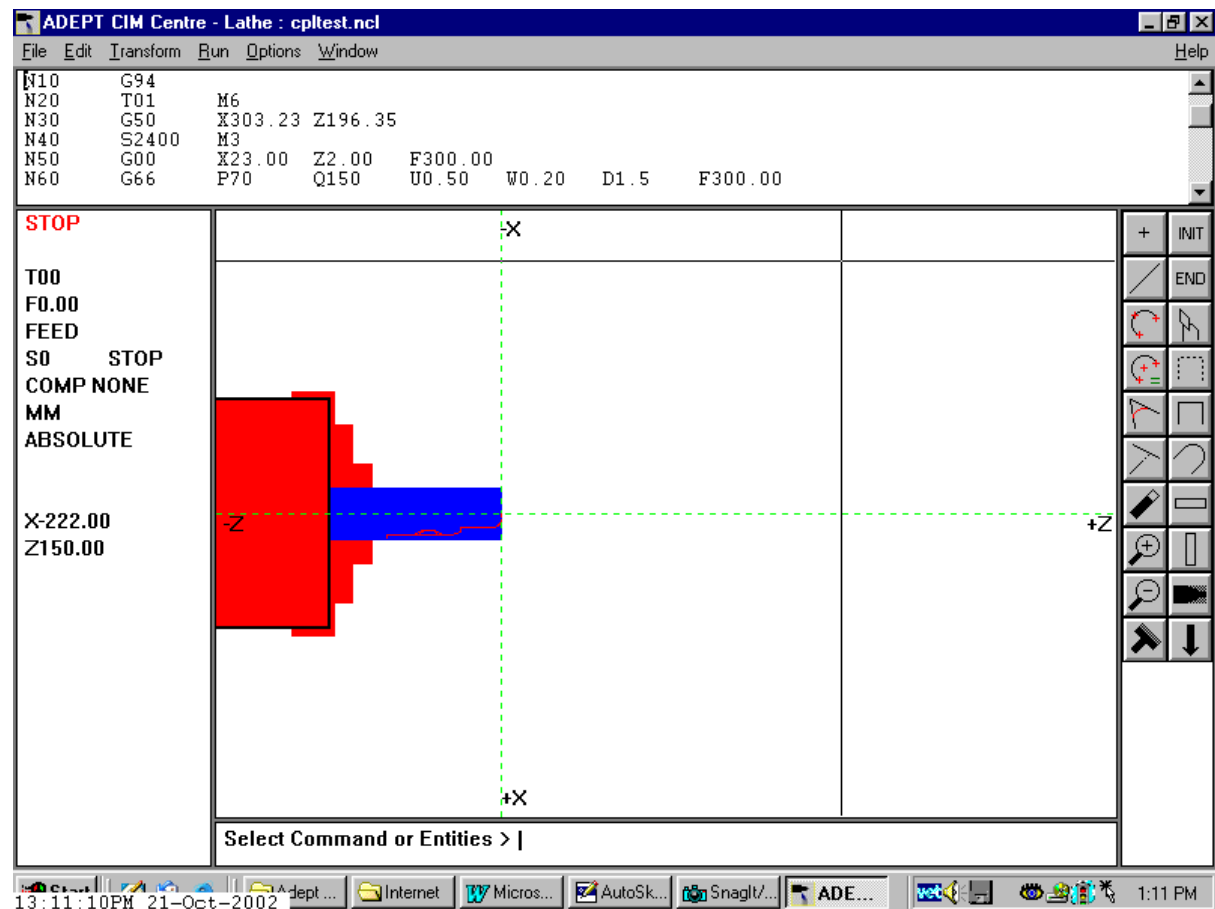 ADEPT CIM Centre - Lathe : cpltest.ncl
File Edit Transform Run Options Window Help
N10 G94
N20 T01 M6
N30 G50 X303.23 Z196.35
N40 S2400 M3
N50 G00 X23.00 Z2.00 F300.00
N60 G66 P70 Q150 U0.50 W0.20 D1.5 F300.00
STOP
T00
F0.00
FEED
S0 STOP
COMP NONE
MM
ABSOLUTE
X-222.00
Z150.00
-X
-Z
+Z
+X
+ INIT
END
Select Command or Entities > |
Start Adept ... Internet Micros... AutoSk... SnagIt/... ADE... 1:11 PM
13:11:10PM 21-Oct-2002